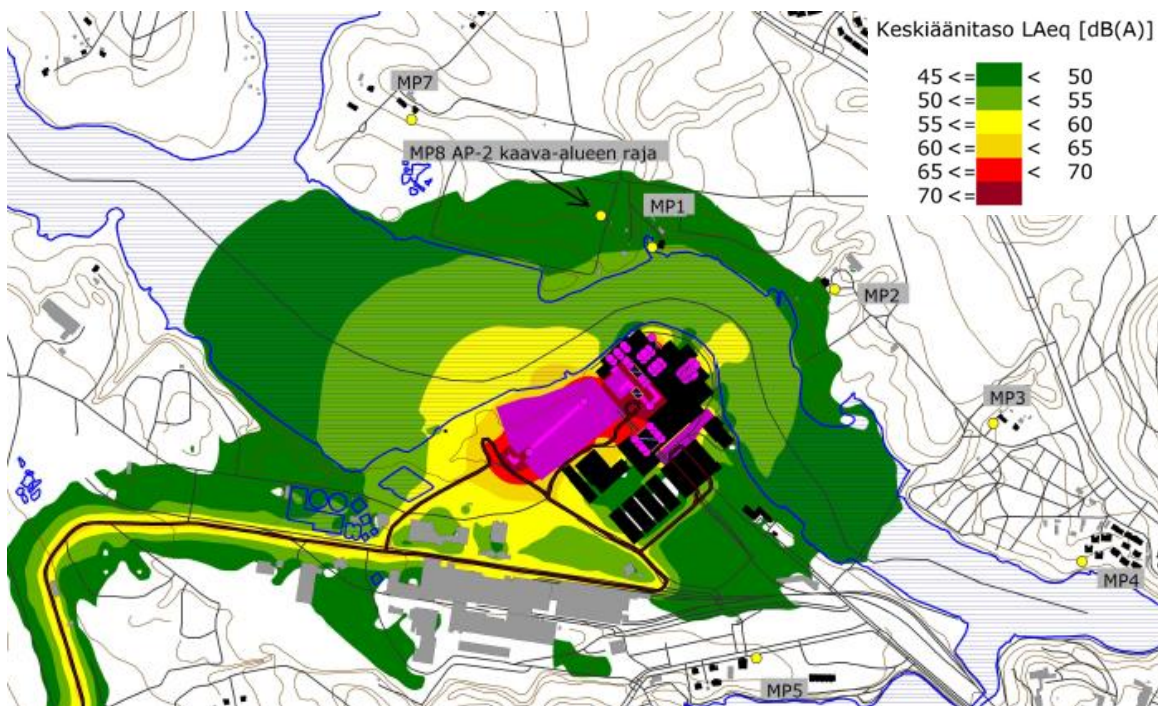 Keskiäänitaso LAeq [dB(A)]
45 <= < 50
50 <= < 55
55 <= < 60
60 <= < 65
65 <= < 70
70 <=
MP7
MP8 AP-2 kaava-alueen raja
MP1
MP2
MP3
MP4
MP5